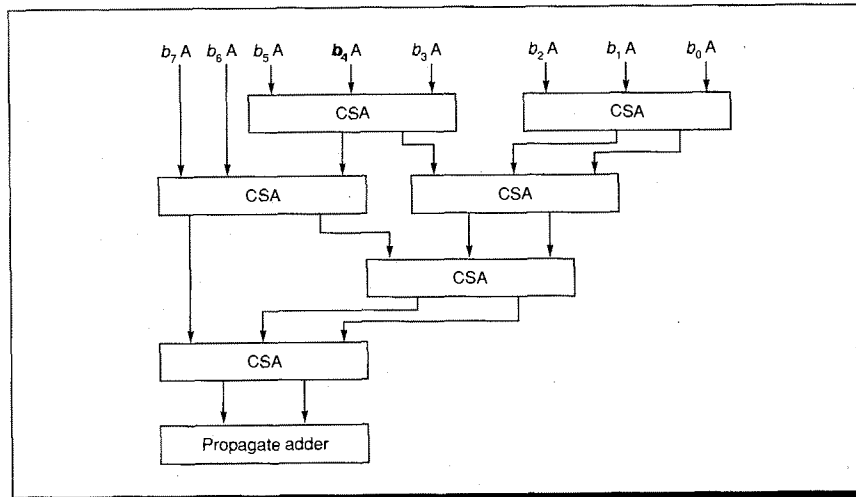 b₇ A b₆ A b₅ A b₄ A b₃ A b₂ A b₁ A b₀ A
CSA CSA
CSA CSA
CSA
CSA
Propagate adder